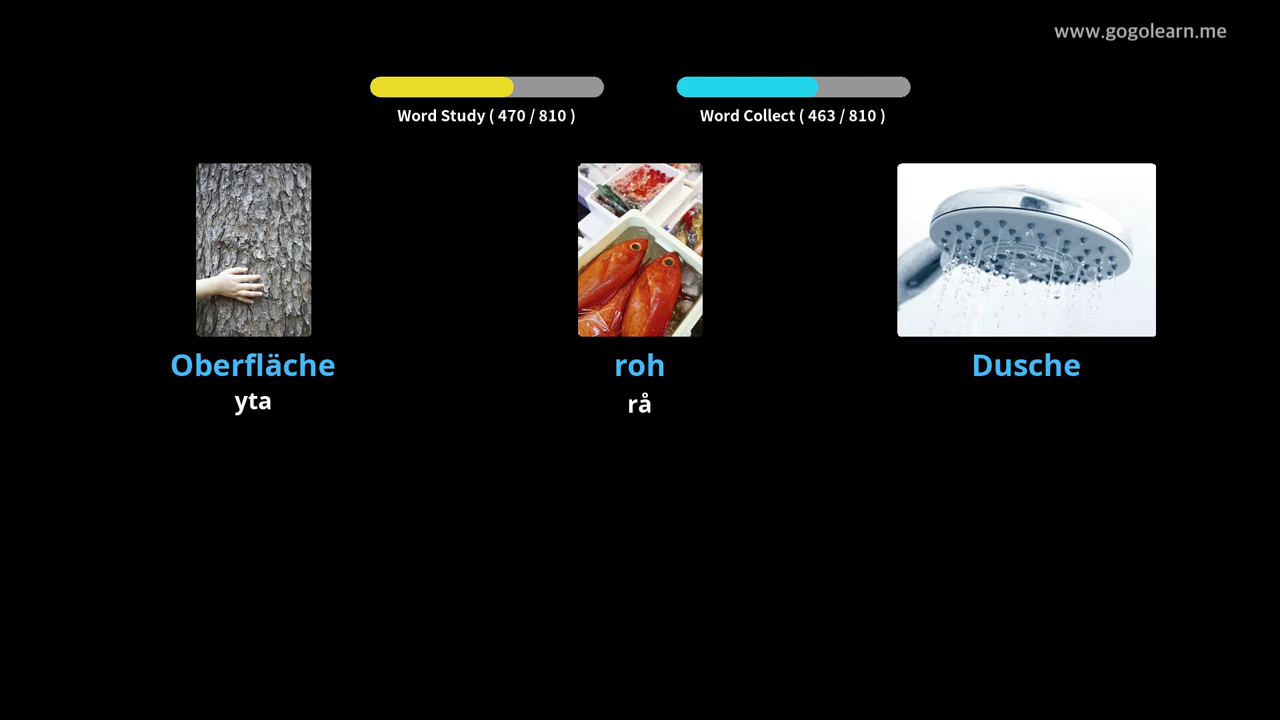 www.gogolearn.me
Word Study ( 470 / 810 )
Word Collect ( 463 / 810 )
Oberfläche
yta
roh
rå
Dusche